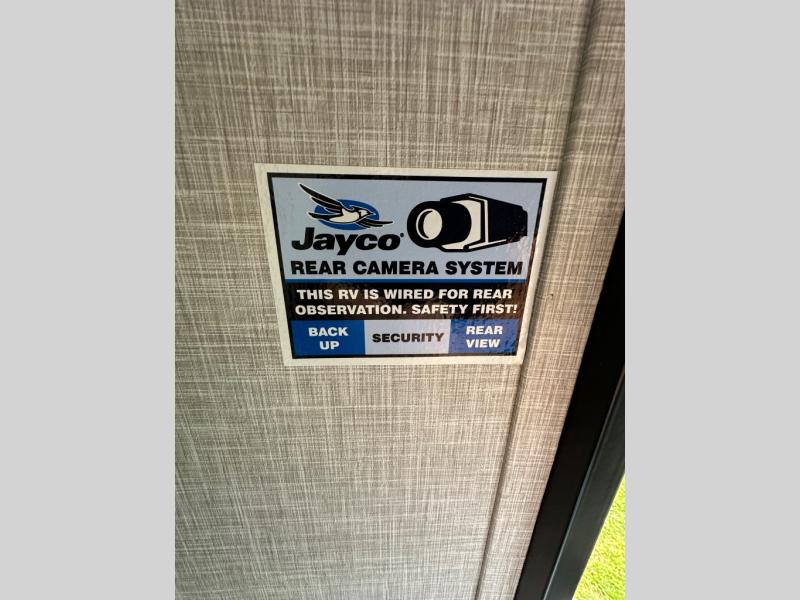 Jayco®
REAR CAMERA SYSTEM
THIS RV IS WIRED FOR REAR
OBSERVATION. SAFETY FIRST!
BACK UP
SECURITY
REAR VIEW